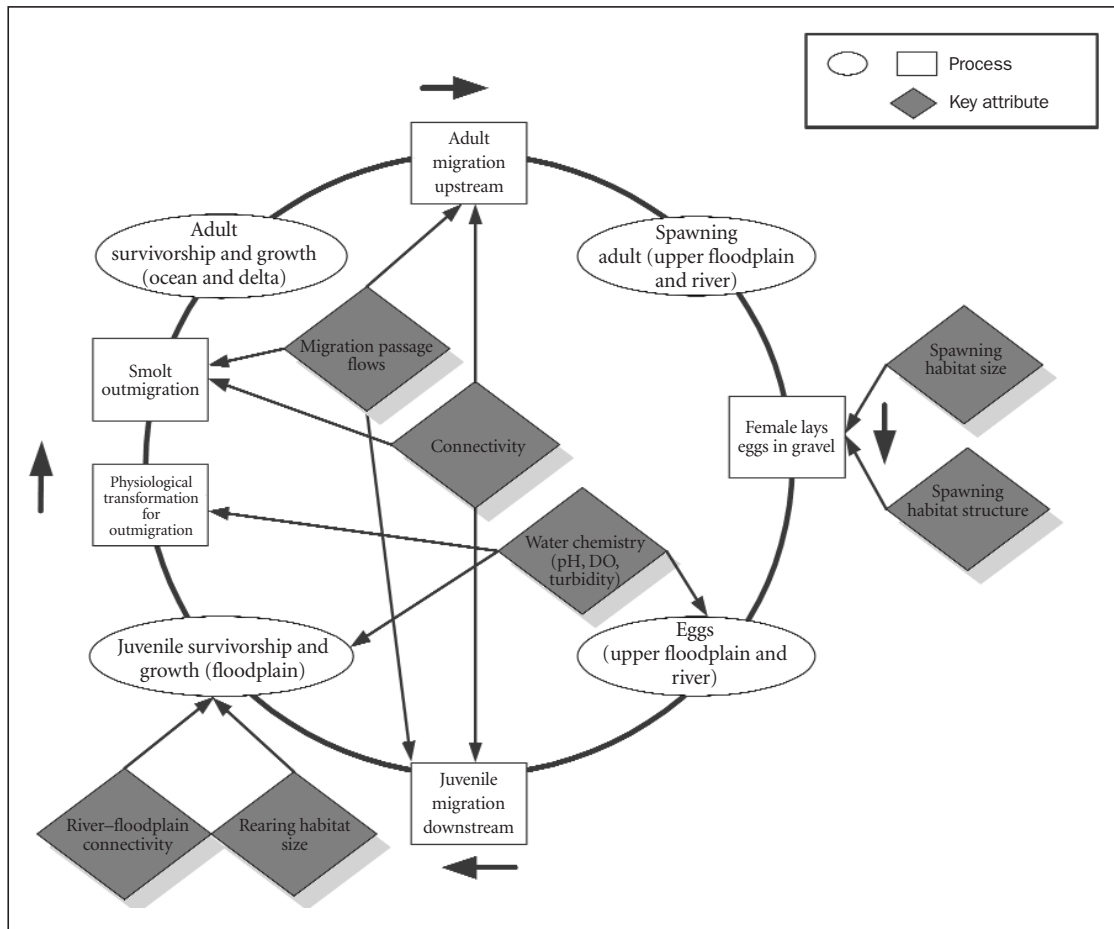 Process
Key attribute
Adult
migration
upstream
Adult
survivorship and growth
(ocean and delta)
Spawning
adult (upper floodplain
and river)
Migration passage
flows
Smolt
outmigration
Spawning
habitat size
Connectivity
Female lays
eggs in gravel
Physiological
transformation
for
outmigration
Spawning
habitat structure
Water chemistry
(pH, DO,
turbidity)
Juvenile survivorship and
growth (floodplain)
Eggs
(upper floodplain and
river)
Juvenile
migration
downstream
River–floodplain
connectivity
Rearing habitat
size